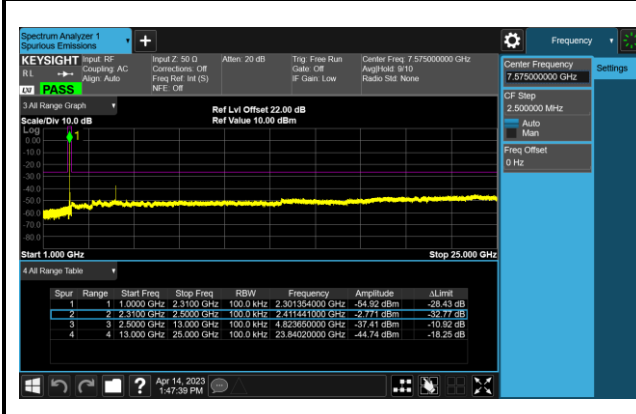 Spectrum Analyzer 1
Spurious Emissions
+
Frequency
KEYSIGHT Input: RF Input Z: 50 Ω Atten: 20 dB Trig: Free Run Center Freq: 7.575000000 GHz
RL Coupling: AC Corrections: Off Gate: Off Avg|Hold: 9/10
Align: Auto Freq Ref: Int (S) IF Gain: Low Radio Std: None
NFE: Off
LXI PASS
3 All Range Graph
Ref Lvl Offset 22.00 dB
Scale/Div 10.0 dB Ref Value 10.00 dBm
Log
1
0.00
-10.0
-20.0
-30.0
-40.0
-50.0
-60.0
-70.0
-80.0
Start 1.000 GHz Stop 25.000 GHz
4 All Range Table
Spur Range Start Freq Stop Freq RBW Frequency Amplitude ΔLimit
1 1 1.0000 GHz 2.3100 GHz 100.0 kHz 2.301354000 GHz -54.92 dBm -28.43 dB
2 2 2.3100 GHz 2.5000 GHz 100.0 kHz 2.411441000 GHz -2.771 dBm -32.77 dB
3 3 2.5000 GHz 13.000 GHz 100.0 kHz 4.823650000 GHz -37.41 dBm -10.92 dB
4 4 13.000 GHz 25.000 GHz 100.0 kHz 23.84020000 GHz -44.74 dBm -18.25 dB
Center Frequency
7.575000000 GHz
Settings
CF Step
2.500000 MHz
Auto
Man
Freq Offset
0 Hz
?
Apr 14, 2023
1:47:39 PM